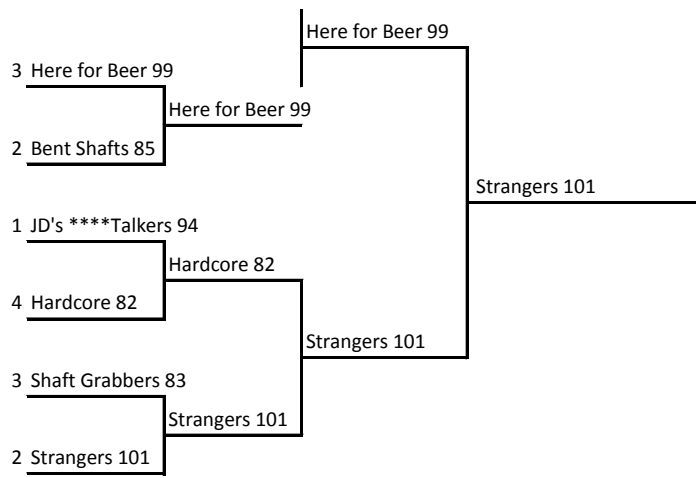 Here for Beer 99
3 Here for Beer 99
Here for Beer 99
2 Bent Shafts 85
Strangers 101
1 JD's ****Talkers 94
Hardcore 82
4 Hardcore 82
Strangers 101
3 Shaft Grabbers 83
Strangers 101
2 Strangers 101